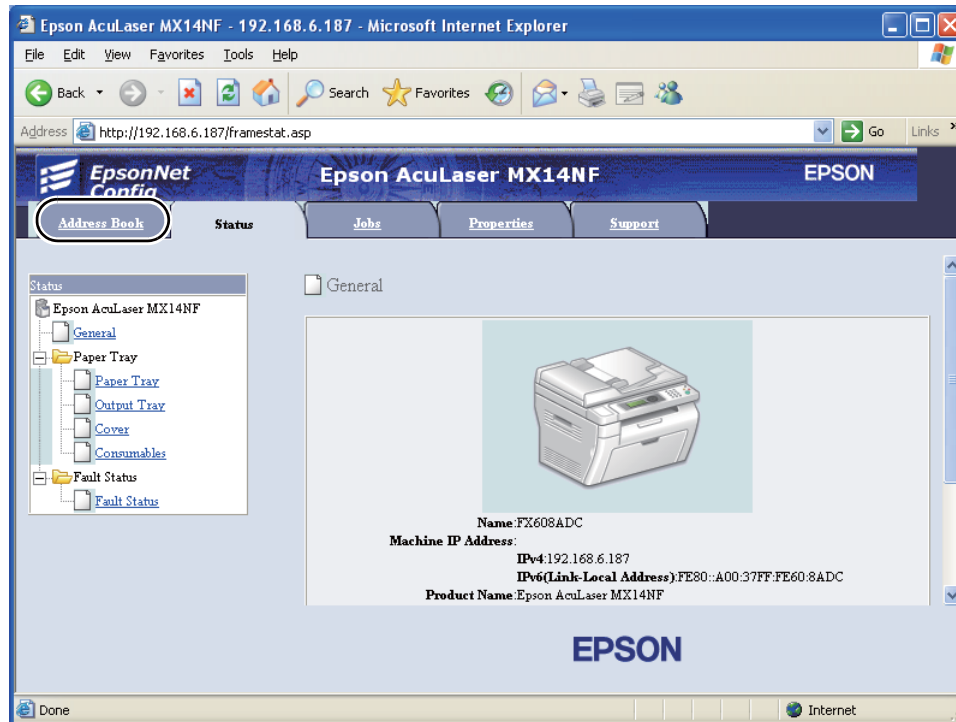 Epson AcuLaser MX14NF - 192.168.6.187 - Microsoft Internet Explorer
File Edit View Favorites Tools Help
Back Search Favorites
Address http://192.168.6.187/framestat.asp Go Links
EpsonNet
Config
Epson AcuLaser MX14NF
EPSON
Address Book Status Jobs Properties Support
Status
Epson AcuLaser MX14NF
General
Paper Tray
Paper Tray
Output Tray
Cover
Consumables
Fault Status
Fault Status
General
Name:FX608ADC
Machine IP Address:
IPv4:192.168.6.187
IPv6(Link-Local Address):FE80::A00:37FF:FE60:8ADC
Product Name:Epson AcuLaser MX14NF
EPSON
Done Internet